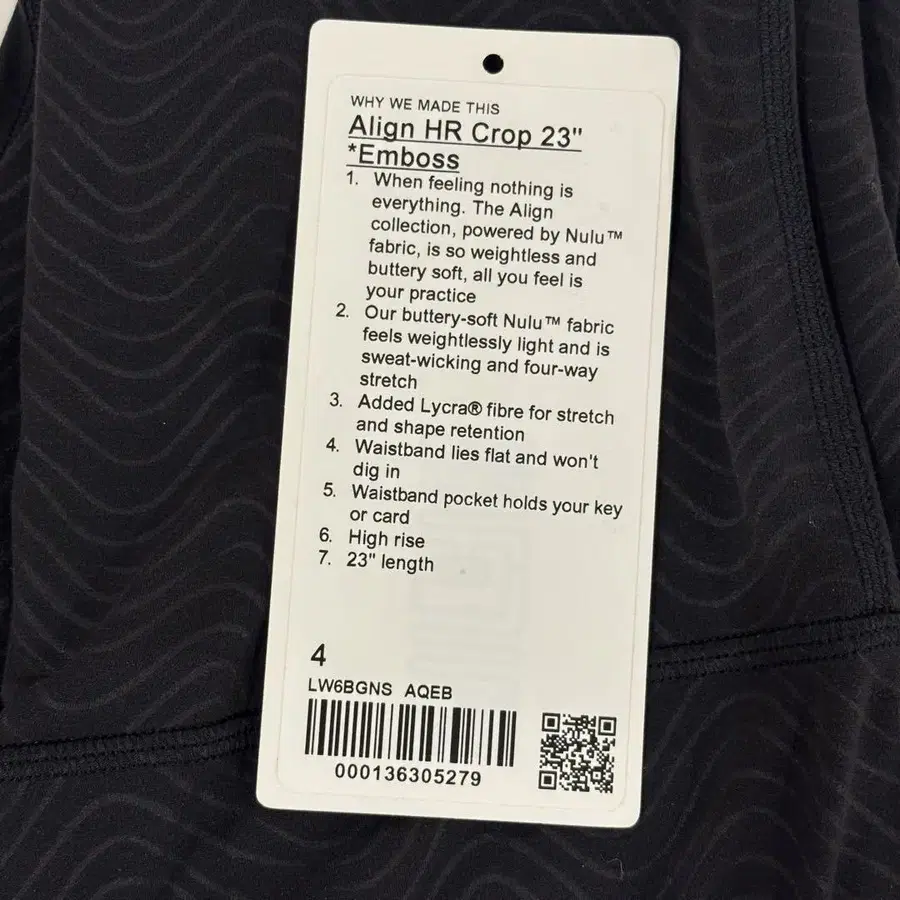 WHY WE MADE THIS
Align HR Crop 23"
*Emboss
1. When feeling nothing is
everything. The Align
collection, powered by Nulu™
fabric, is so weightless and
buttery soft, all you feel is
your practice
2. Our buttery-soft Nulu™ fabric
feels weightlessly light and is
sweat-wicking and four-way
stretch
3. Added Lycra® fibre for stretch
and shape retention
4. Waistband lies flat and won't
dig in
5. Waistband pocket holds your key
or card
6. High rise
7. 23" length
4
LW6BGNS AQEB
000136305279